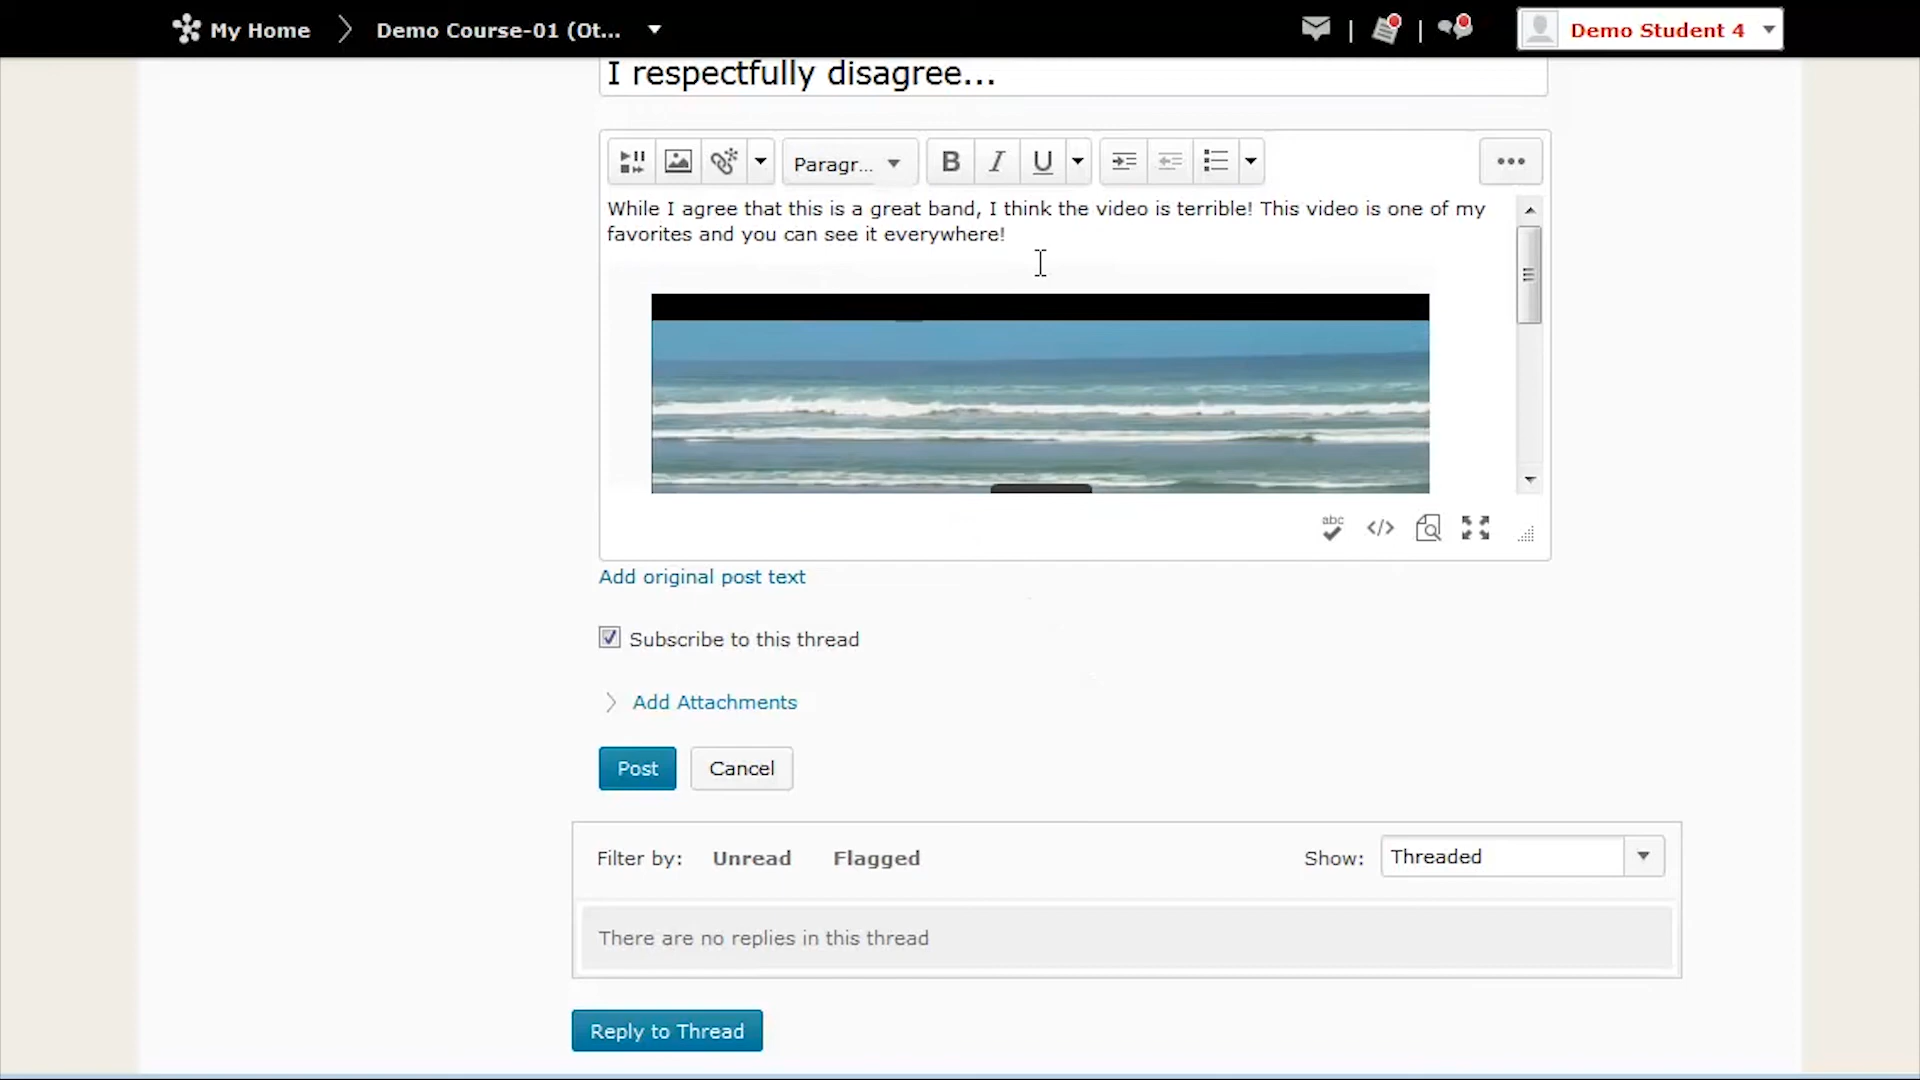 My Home
Demo Course-01 (Ot...
Demo Student 4
I respectfully disagree...
Paragr...
B I U
While I agree that this is a great band, I think the video is terrible! This video is one of my
favorites and you can see it everywhere!
abc
Add original post text
Subscribe to this thread
Add Attachments
Post
Cancel
Filter by: Unread Flagged
Show: Threaded
There are no replies in this thread
Reply to Thread